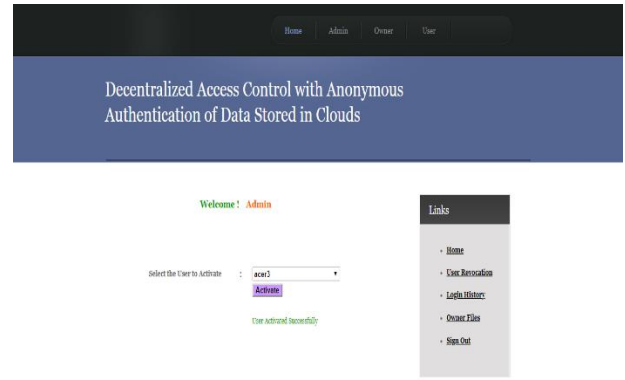 Home Admin Owner User
Decentralized Access Control with Anonymous
Authentication of Data Stored in Clouds
Welcome ! Admin
Select the User to Activate : acer3
Activate
User Activated Successfully
Links
Home
User Revocation
Login History
Owner Files
Sign Out